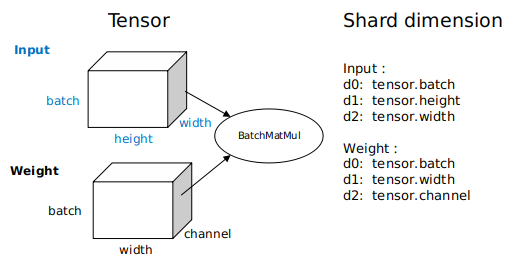 Tensor
Shard dimension
Input
batch
width
height
BatchMatMul
Weight
batch
channel
width
Input :
d0: tensor.batch
d1: tensor.height
d2: tensor.width
Weight :
d0: tensor.batch
d1: tensor.width
d2: tensor.channel